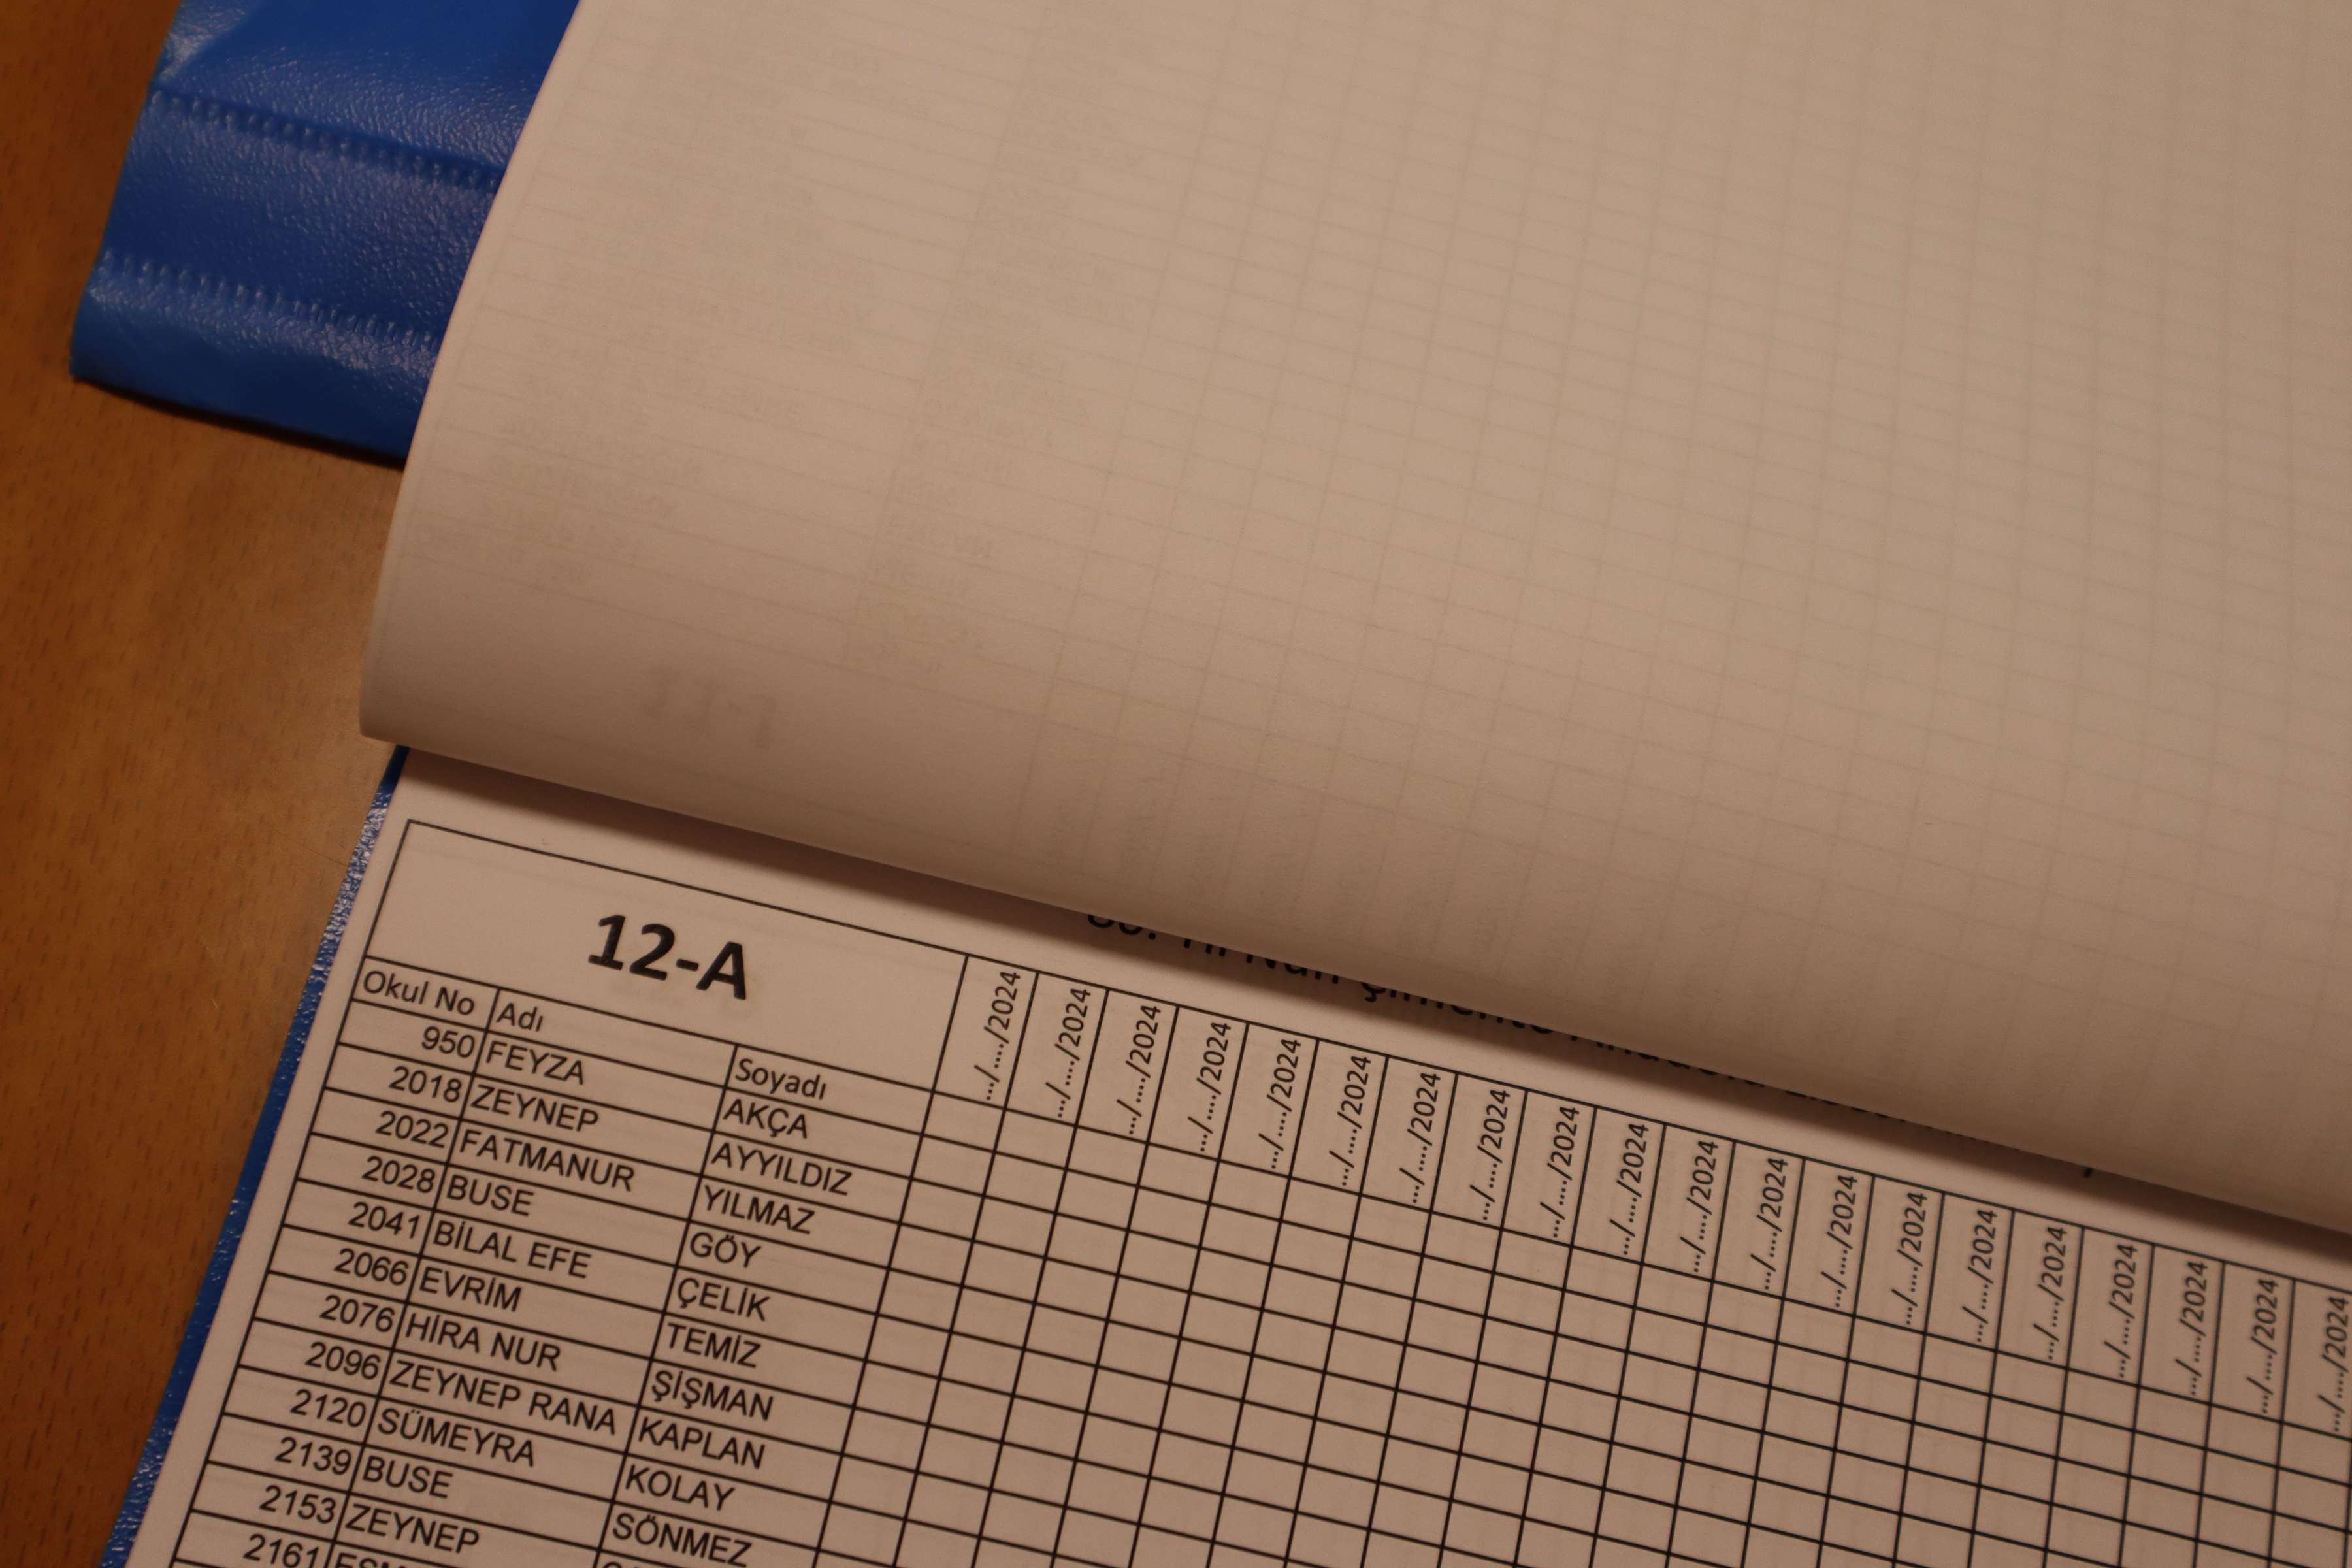 12-A
.../..../2024 .../..../2024 .../..../2024 .../..../2024 .../..../2024 .../..../2024 .../..../2024 .../..../2024 .../..../2024 .../..../2024 .../..../2024 .../..../2024 .../..../2024 .../..../2024 .../..../2024 .../..../2024 .../..../2024 .../..../2024 .../..../2024 .../..../2024
Okul No Adı Soyadı
950 FEYZA AKÇA
2018 ZEYNEP AYYILDIZ
2022 FATMANUR YILMAZ
2028 BUSE GÖY
2041 BİLAL EFE ÇELİK
2066 EVRİM TEMİZ
2076 HİRA NUR ŞİŞMAN
2096 ZEYNEP RANA KAPLAN
2120 SÜMEYRA KOLAY
2139 BUSE SÖNMEZ
2153 ZEYNEP
2161